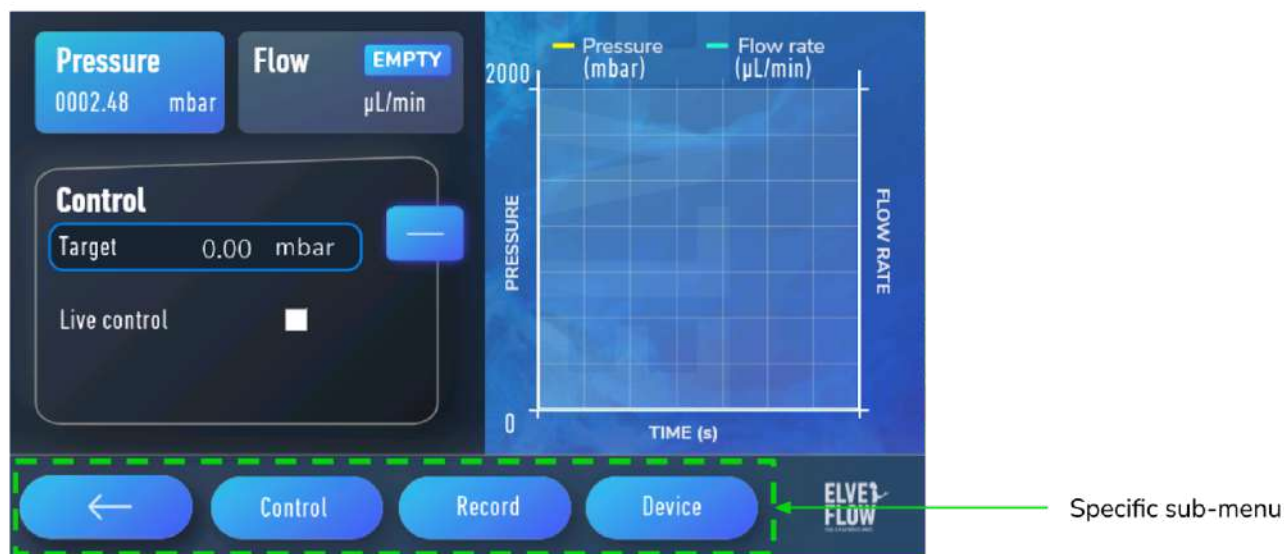 Pressure
0002.48 mbar
Flow EMPTY
µL/min
Control
Target 0.00 mbar
Live control
Pressure
(mbar)
Flow rate
(µL/min)
2000
PRESSURE
FLOW RATE
0
TIME (s)
← Control Record Device
ELVE
FLOW
Specific sub-menu